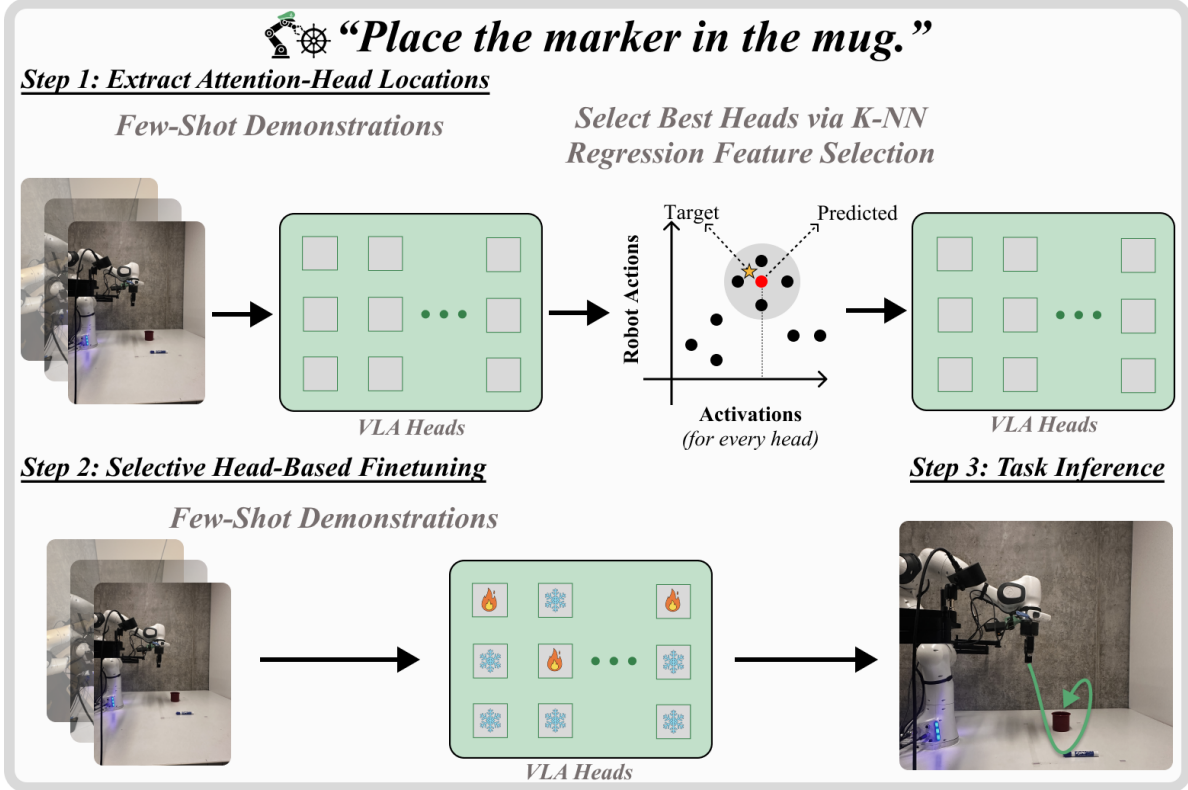 “Place the marker in the mug.”
Step 1: Extract Attention-Head Locations
Few-Shot Demonstrations
Select Best Heads via K-NN
Regression Feature Selection
Target
Predicted
Robot Actions
Activations
(for every head)
VLA Heads
VLA Heads
Step 2: Selective Head-Based Finetuning
Step 3: Task Inference
Few-Shot Demonstrations
VLA Heads